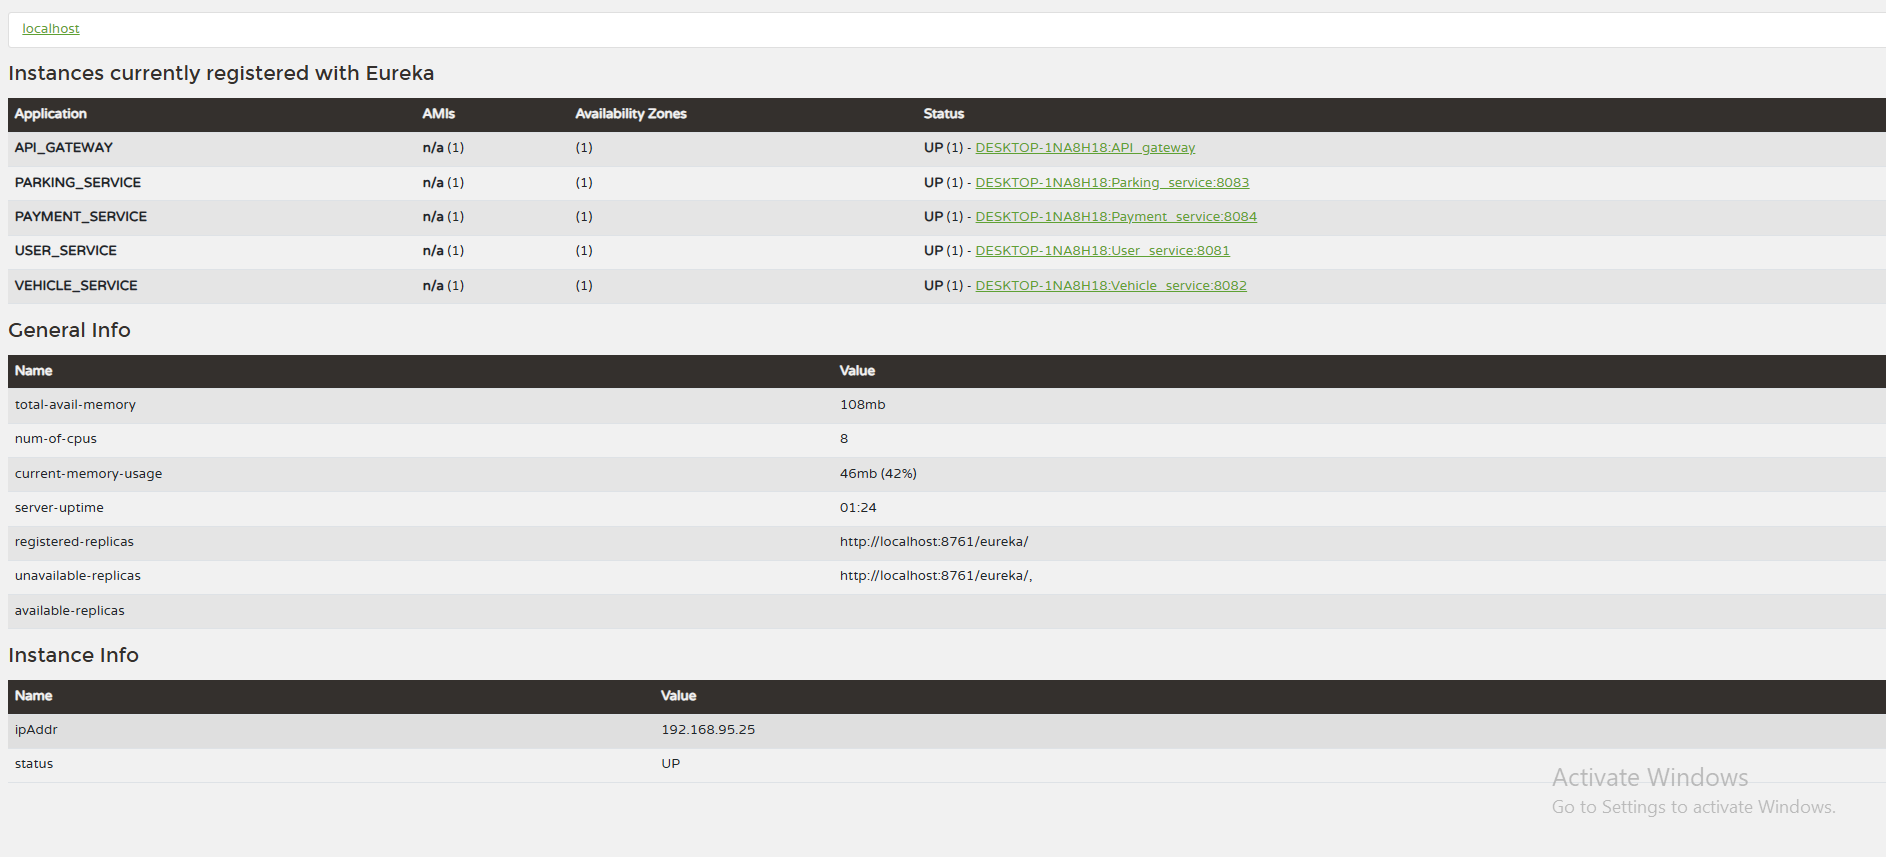 localhost
Instances currently registered with Eureka
Application AMIs Availability Zones Status
API_GATEWAY n/a (1) (1) UP (1) - DESKTOP-1NA8H18:API_gateway
PARKING_SERVICE n/a (1) (1) UP (1) - DESKTOP-1NA8H18:Parking_service:8083
PAYMENT_SERVICE n/a (1) (1) UP (1) - DESKTOP-1NA8H18:Payment_service:8084
USER_SERVICE n/a (1) (1) UP (1) - DESKTOP-1NA8H18:User_service:8081
VEHICLE_SERVICE n/a (1) (1) UP (1) - DESKTOP-1NA8H18:Vehicle_service:8082
General Info
Name Value
total-avail-memory 108mb
num-of-cpus 8
current-memory-usage 46mb (42%)
server-uptime 01:24
registered-replicas http://localhost:8761/eureka/
unavailable-replicas http://localhost:8761/eureka/,
available-replicas
Instance Info
Name Value
ipAddr 192.168.95.25
status UP
Activate Windows
Go to Settings to activate Windows.